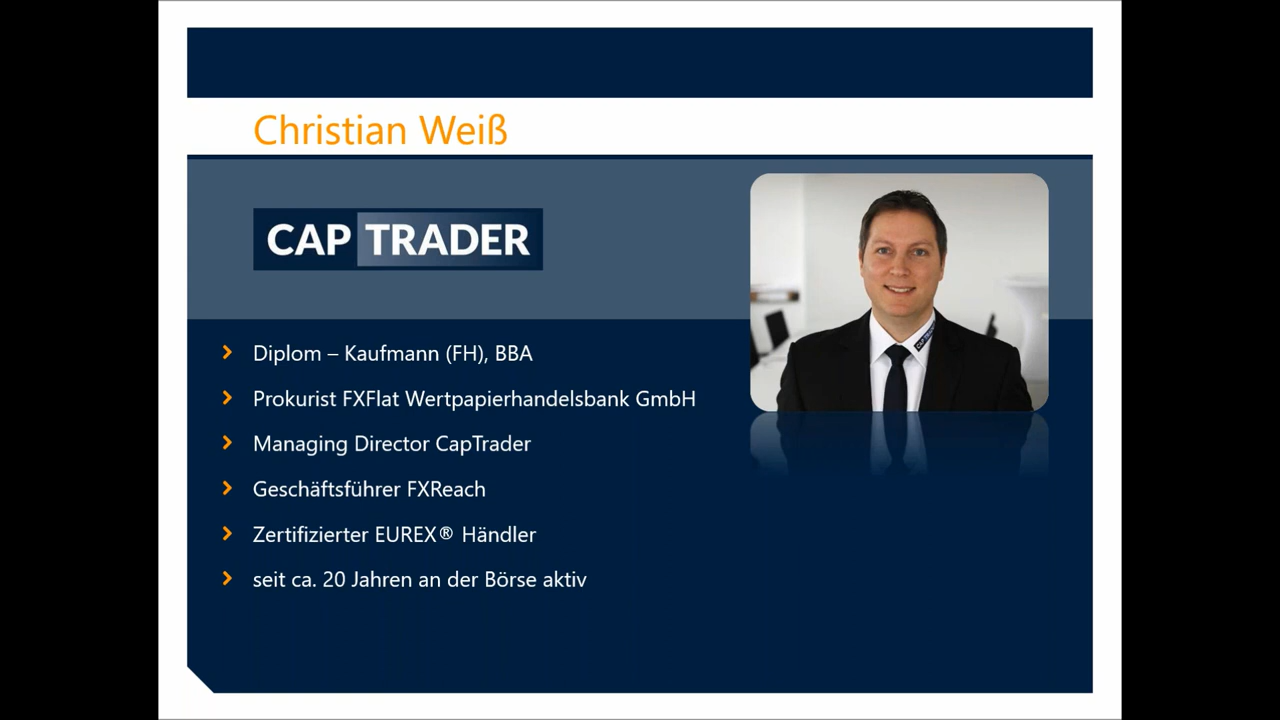 Christian Weiß
CAP TRADER
Diplom – Kaufmann (FH), BBA
Prokurist FXFlat Wertpapierhandelsbank GmbH
Managing Director CapTrader
Geschäftsführer FXReach
Zertifizierter EUREX® Händler
seit ca. 20 Jahren an der Börse aktiv